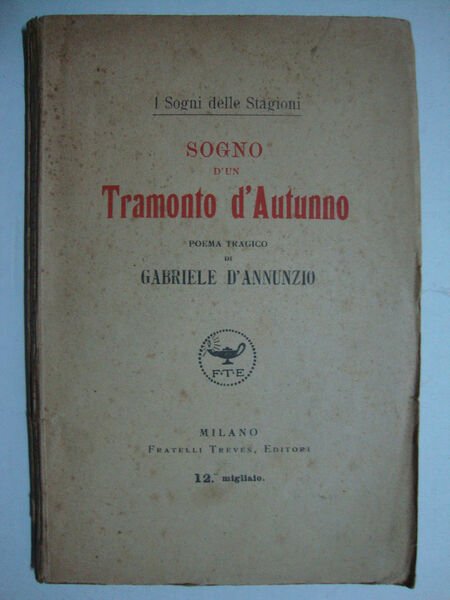 I Sogni delle Stagioni
SOGNO
D'UN
Tramonto d'Autunno
POEMA TRAGICO
DI
GABRIELE D'ANNUNZIO
F·T·E
MILANO
FRATELLI TREVES, EDITORI
12.° migliaio.